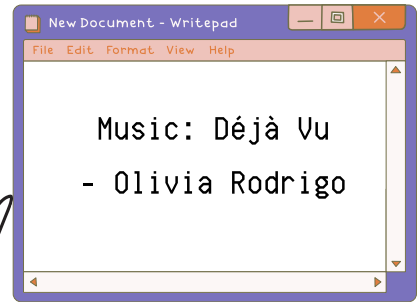 New Document - Writepad
File Edit Format View Help
Music: Déjà Vu
- Olivia Rodrigo